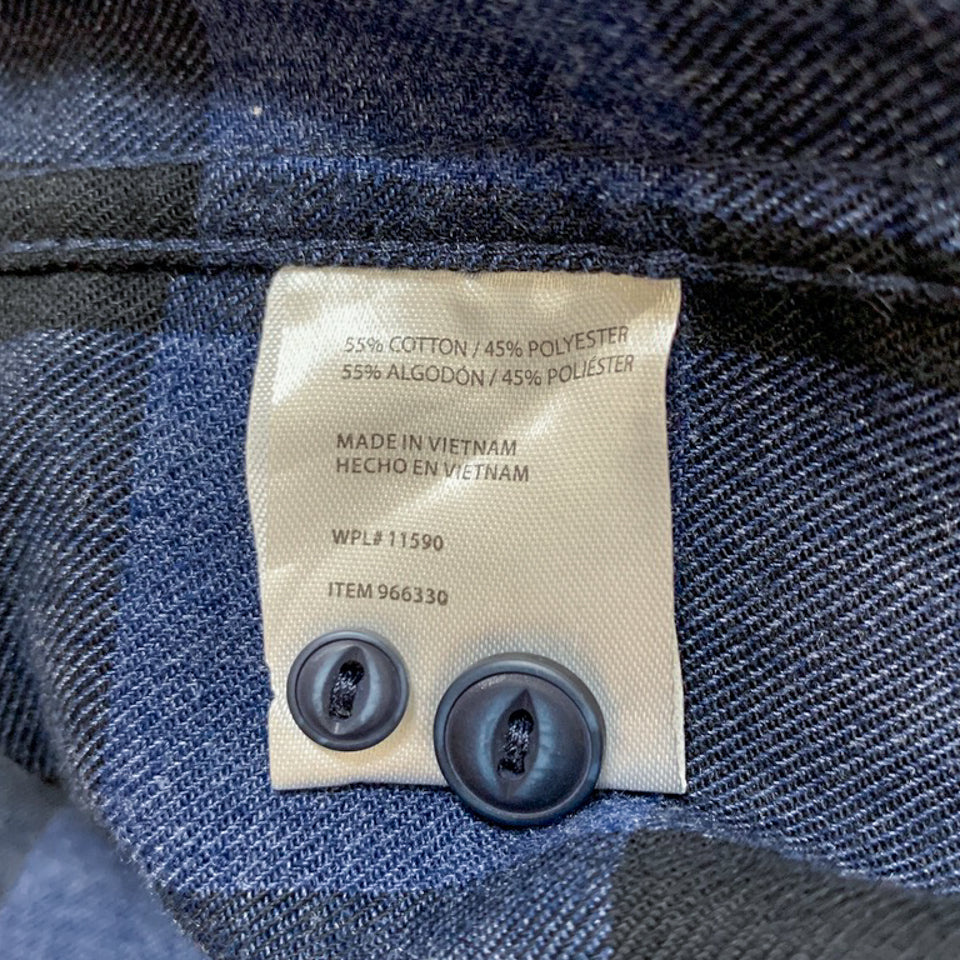 55% COTTON / 45% POLYESTER
55% ALGODÓN / 45% POLIÉSTER
MADE IN VIETNAM
HECHO EN VIETNAM
WPL# 11590
ITEM 966330